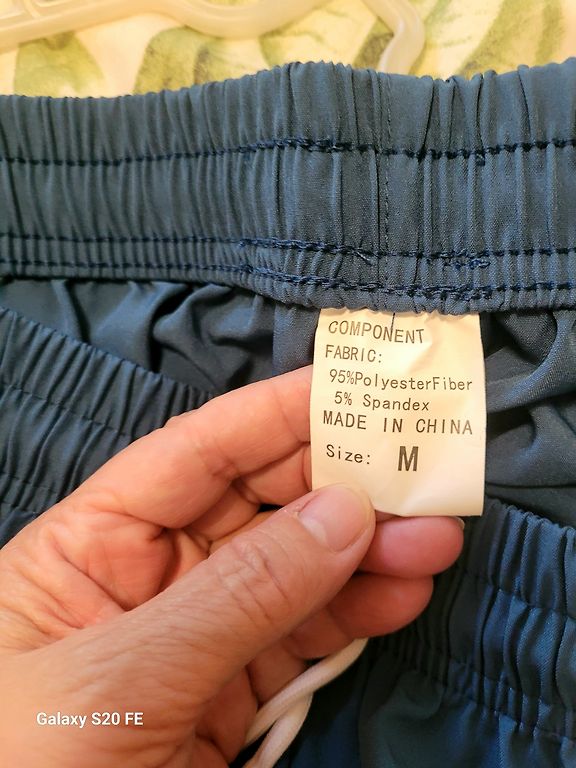 COMPONENT
FABRIC:
95%PolyesterFiber
5% Spandex
MADE IN CHINA
Size: M
Galaxy S20 FE